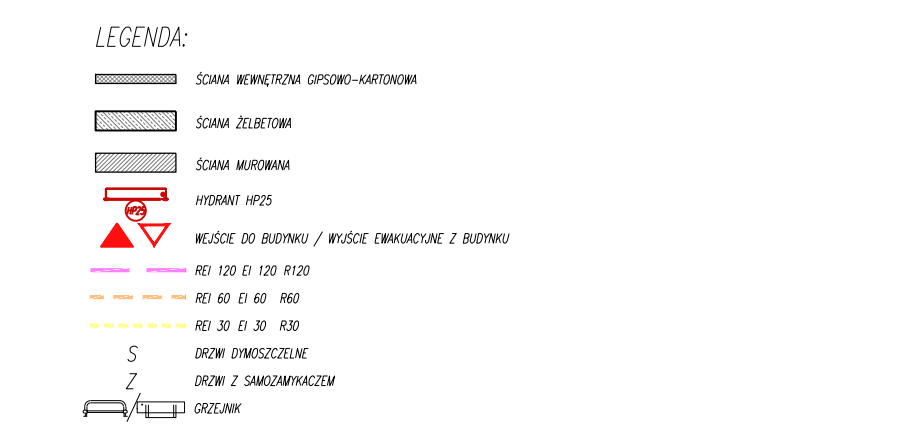 LEGENDA:
ŚCIANA WEWNĘTRZNA GIPSOWO-KARTONOWA
ŚCIANA ŻELBETOWA
ŚCIANA MUROWANA
HYDRANT HP25
HP25
WEJŚCIE DO BUDYNKU / WYJŚCIE EWAKUACYJNE Z BUDYNKU
REI 120 EI 120 R120
REI 60 EI 60 R60
REI 30 EI 30 R30
S DRZWI DYMOSZCZELNE
Z DRZWI Z SAMOZAMYKACZEM
GRZEJNIK